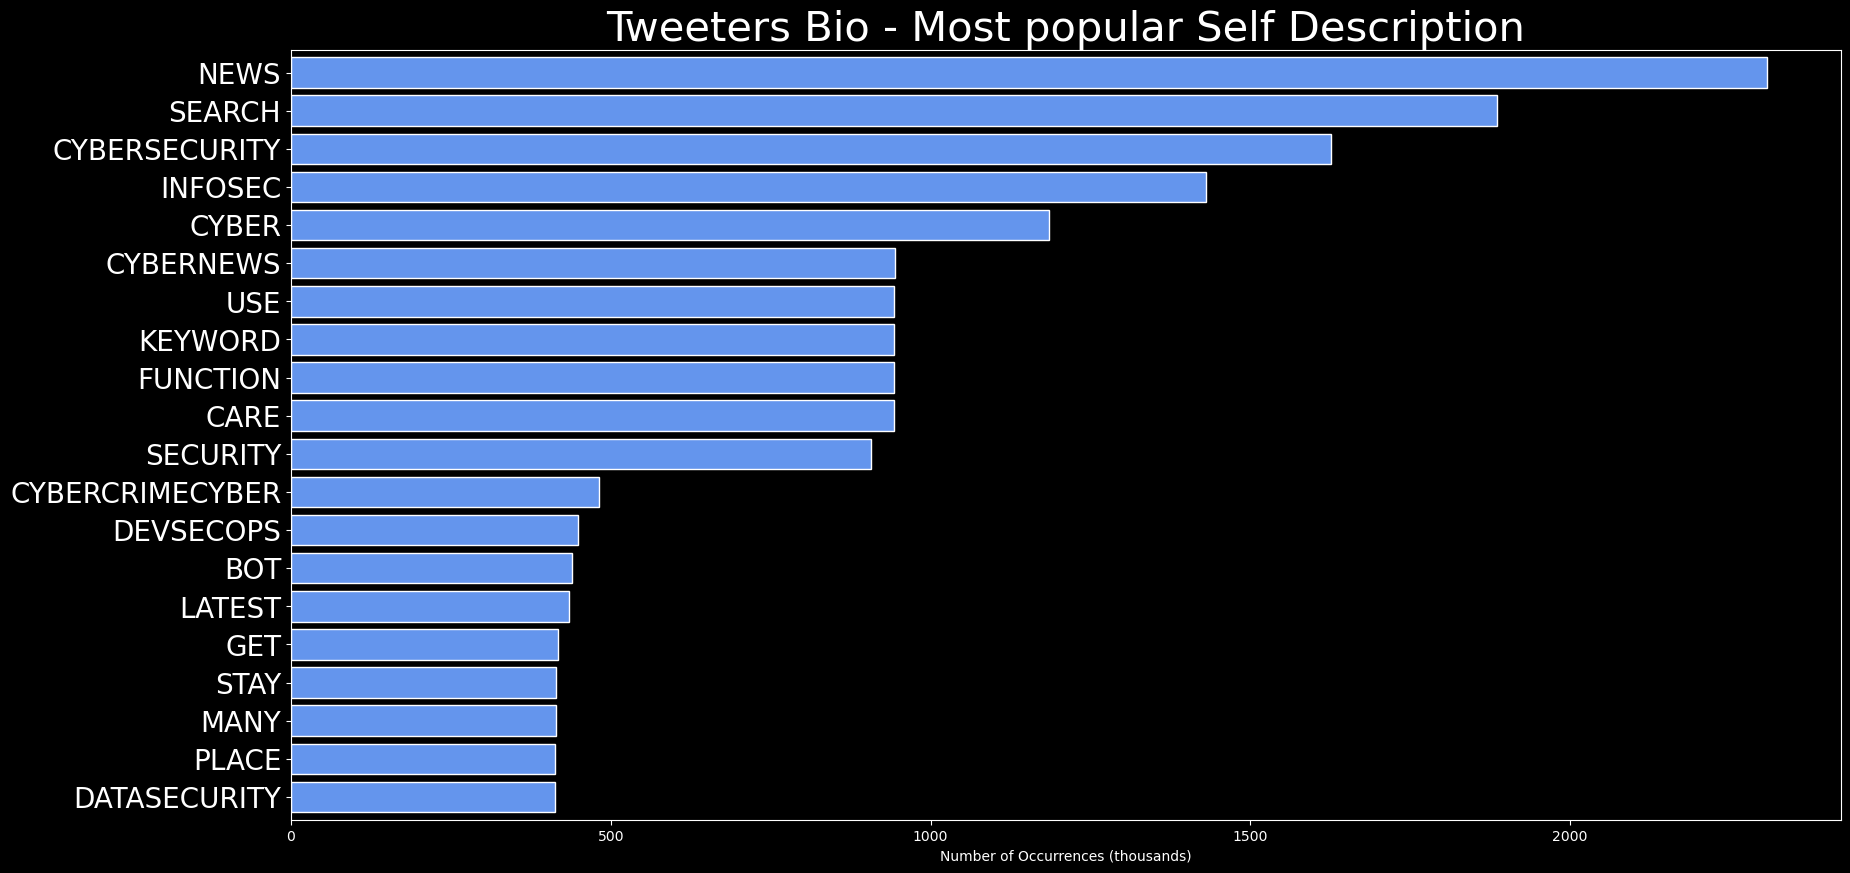 Tweeters Bio - Most popular Self Description
NEWS
SEARCH
CYBERSECURITY
INFOSEC
CYBER
CYBERNEWS
USE
KEYWORD
FUNCTION
CARE
SECURITY
CYBERCRIMECYBER
DEVSECOPS
BOT
LATEST
GET
STAY
MANY
PLACE
DATASECURITY
0 500 1000 1500 2000
Number of Occurrences (thousands)